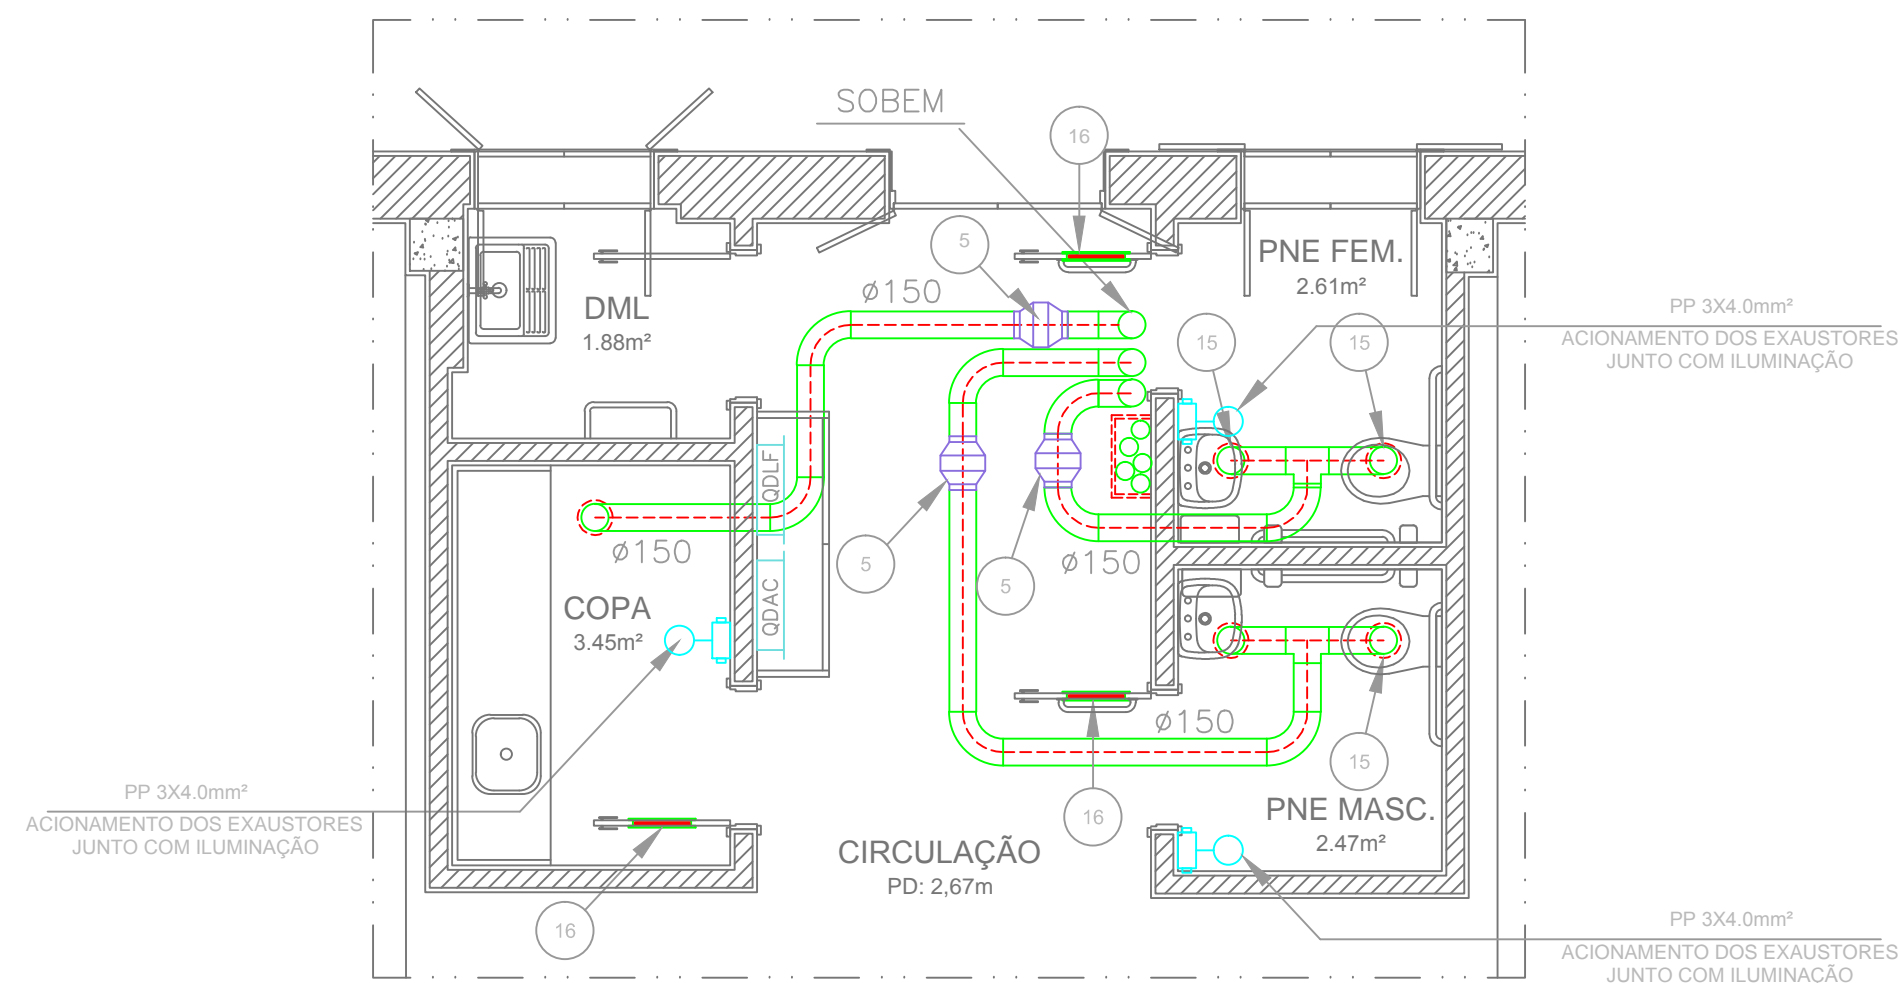 SOBEM
16
5
PNE FEM.
2.61m²
ø150
DML
1.88m²
PP 3X4.0mm²
ACIONAMENTO DOS EXAUSTORES
JUNTO COM ILUMINAÇÃO
15
15
QDLF
ø150
5
5
ø150
QDAC
COPA
3.45m²
ø150
15
16
PP 3X4.0mm²
ACIONAMENTO DOS EXAUSTORES
JUNTO COM ILUMINAÇÃO
PNE MASC.
2.47m²
CIRCULAÇÃO
PD: 2,67m
16
PP 3X4.0mm²
ACIONAMENTO DOS EXAUSTORES
JUNTO COM ILUMINAÇÃO